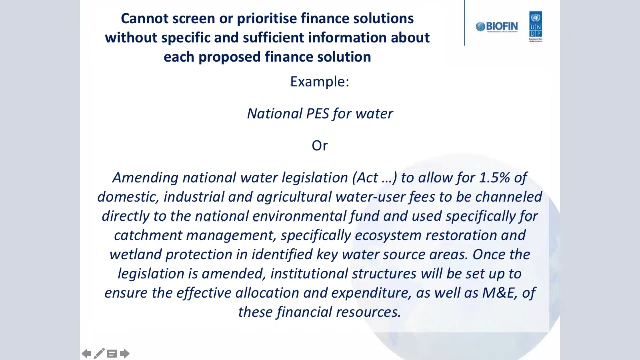 Cannot screen or prioritise finance solutions
without specific and sufficient information about
each proposed finance solution
BIOFIN
U N
D P
Example:
National PES for water
Or
Amending national water legislation (Act …) to allow for 1.5% of
domestic, industrial and agricultural water-user fees to be channeled
directly to the national environmental fund and used specifically for
catchment management, specifically ecosystem restoration and
wetland protection in identified key water source areas. Once the
legislation is amended, institutional structures will be set up to
ensure the effective allocation and expenditure, as well as M&E, of
these financial resources.